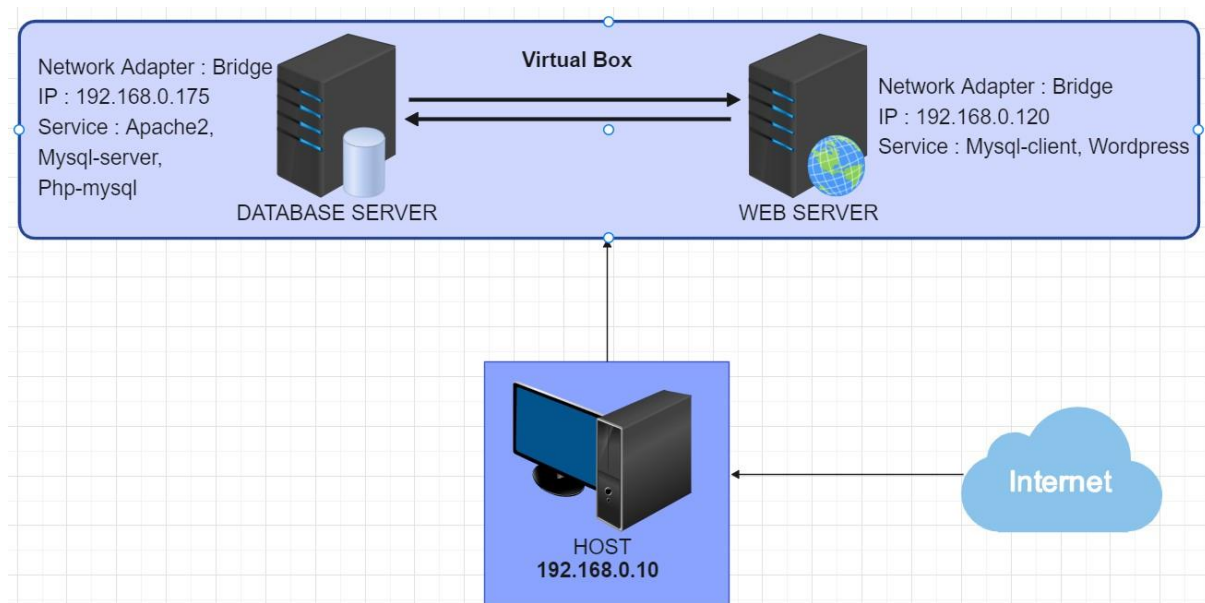 Virtual Box
Network Adapter : Bridge
IP : 192.168.0.175
Service : Apache2,
Mysql-server,
Php-mysql
DATABASE SERVER
Network Adapter : Bridge
IP : 192.168.0.120
Service : Mysql-client, Wordpress
WEB SERVER
HOST
192.168.0.10
Internet